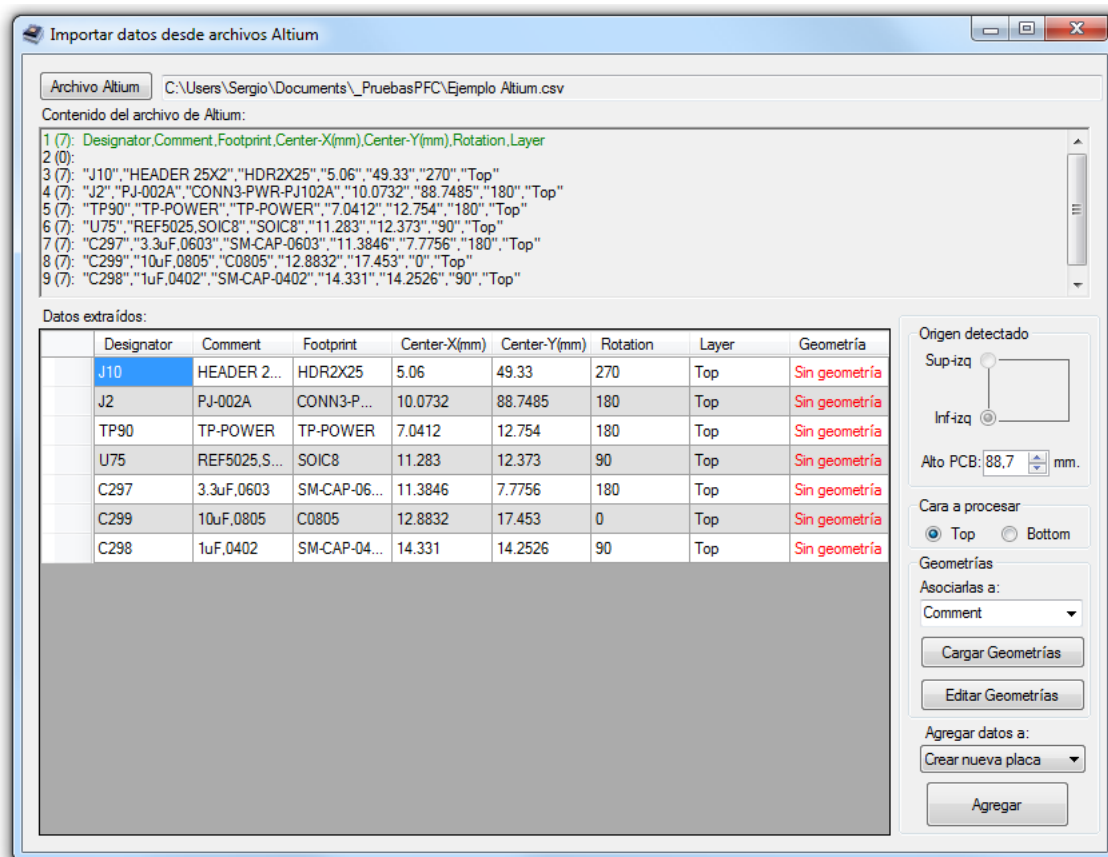 Importar datos desde archivos Altium
Archivo Altium C:\Users\Sergio\Documents\_PruebasPFC\Ejemplo Altium.csv
Contenido del archivo de Altium:
1 (7): Designator,Comment,Footprint,Center-X(mm),Center-Y(mm),Rotation,Layer
2 (0):
3 (7): "J10","HEADER 25X2","HDR2X25","5.06","49.33","270","Top"
4 (7): "J2","PJ-002A","CONN3-PWR-PJ102A","10.0732","88.7485","180","Top"
5 (7): "TP90","TP-POWER","TP-POWER","7.0412","12.754","180","Top"
6 (7): "U75","REF5025,SOIC8","SOIC8","11.283","12.373","90","Top"
7 (7): "C297","3.3uF,0603","SM-CAP-0603","11.3846","7.7756","180","Top"
8 (7): "C299","10uF,0805","C0805","12.8832","17.453","0","Top"
9 (7): "C298","1uF,0402","SM-CAP-0402","14.331","14.2526","90","Top"
Datos extraídos:
Designator Comment Footprint Center-X(mm) Center-Y(mm) Rotation Layer Geometría
J10 HEADER 2... HDR2X25 5.06 49.33 270 Top Sin geometría
J2 PJ-002A CONN3-P... 10.0732 88.7485 180 Top Sin geometría
TP90 TP-POWER TP-POWER 7.0412 12.754 180 Top Sin geometría
U75 REF5025,S... SOIC8 11.283 12.373 90 Top Sin geometría
C297 3.3uF,0603 SM-CAP-06... 11.3846 7.7756 180 Top Sin geometría
C299 10uF,0805 C0805 12.8832 17.453 0 Top Sin geometría
C298 1uF,0402 SM-CAP-04... 14.331 14.2526 90 Top Sin geometría
Origen detectado
Sup-izq
Inf-izq
Alto PCB: 88,7 mm.
Cara a procesar
Top Bottom
Geometrías
Asociarlas a:
Comment
Cargar Geometrías
Editar Geometrías
Agregar datos a:
Crear nueva placa
Agregar